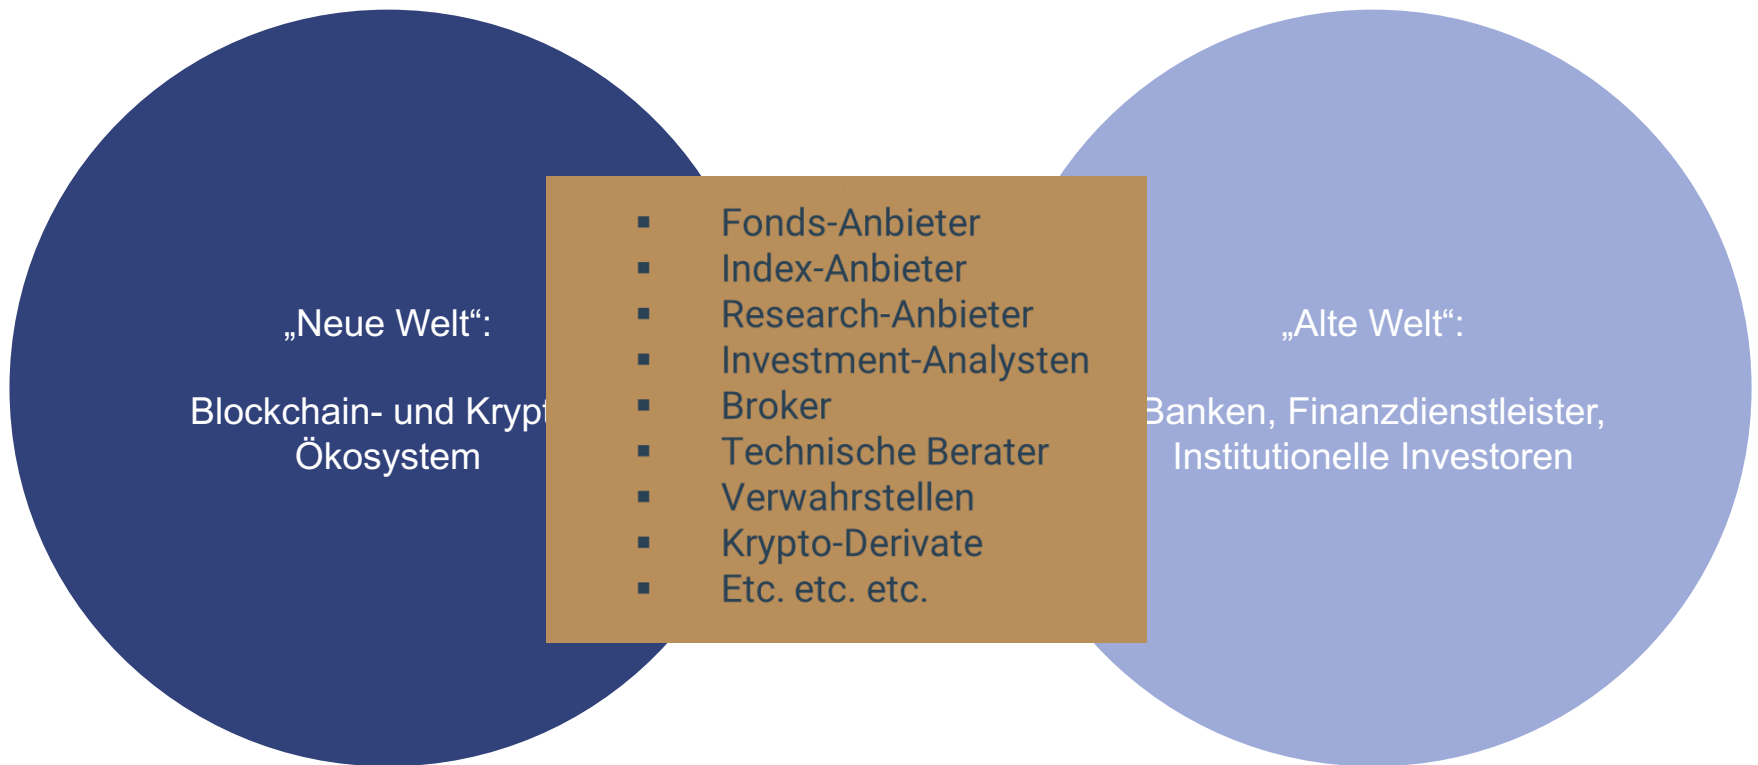 „Neue Welt“:
Blockchain- und Krypt
Ökosystem
▪ Fonds-Anbieter
▪ Index-Anbieter
▪ Research-Anbieter
▪ Investment-Analysten
▪ Broker
▪ Technische Berater
▪ Verwahrstellen
▪ Krypto-Derivate
▪ Etc. etc. etc.
„Alte Welt“:
Banken, Finanzdienstleister,
Institutionelle Investoren